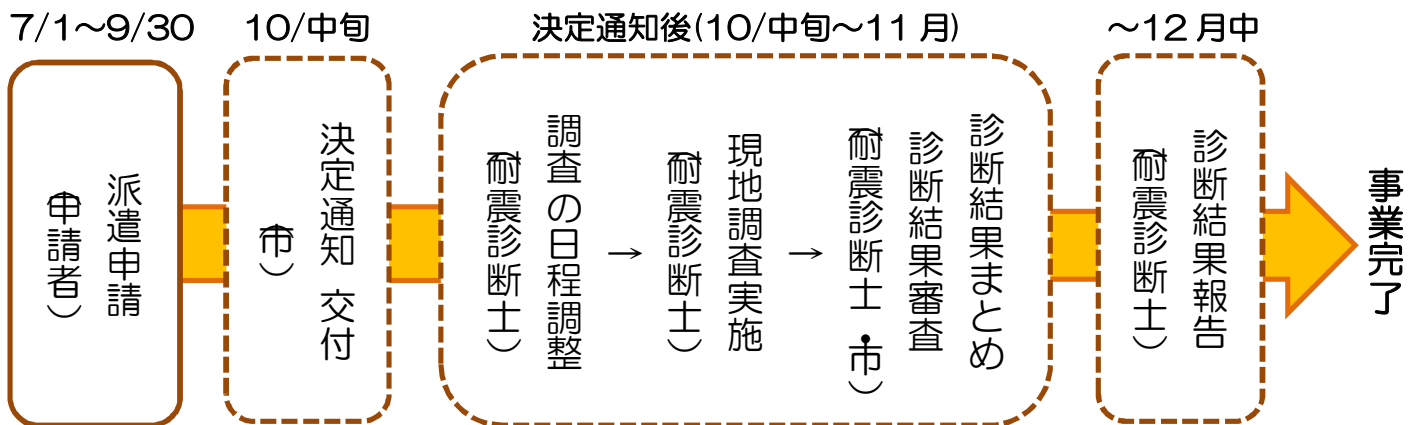 7/1～9/30
10/中旬
決定通知後(10/中旬～11月)
～12月中
派遣申請
（申請者）
決定通知 交付
（市）
調査の日程調整
（耐震診断士）
→
現地調査実施
（耐震診断士）
→
診断結果まとめ
診断結果審査
（耐震診断士・市）
診断結果報告
（耐震診断士）
事業完了